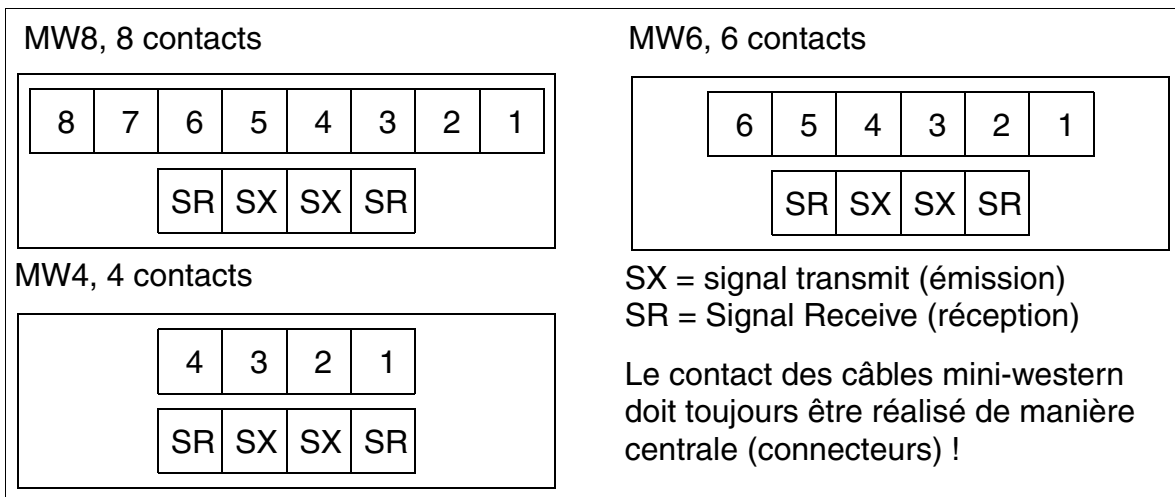 MW8, 8 contacts
8 7 6 5 4 3 2 1
SR SX SX SR
MW4, 4 contacts
4 3 2 1
SR SX SX SR
MW6, 6 contacts
6 5 4 3 2 1
SR SX SX SR
SX = signal transmit (émission)
SR = Signal Receive (réception)
Le contact des câbles mini-western
doit toujours être réalisé de manière
centrale (connecteurs) !